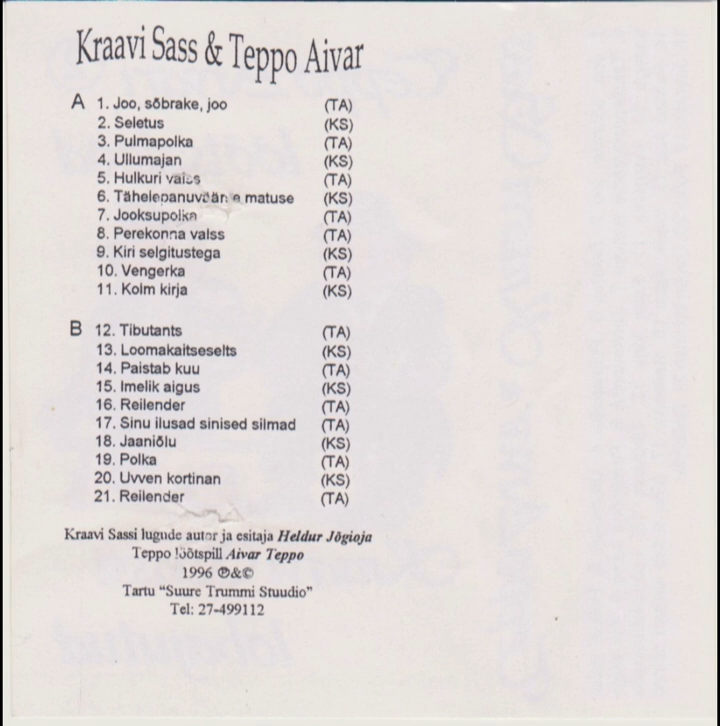 Kraavi Sass & Teppo Aivar
A 1. Joo, sõbrake, joo (TA)
2. Seletus (KS)
3. Pulmapolka (TA)
4. Ullumajan (KS)
5. Hulkuri valss (TA)
6. Tähelepanuväärne matuse (KS)
7. Jooksupolka (TA)
8. Perekonna valss (TA)
9. Kiri selgitustega (KS)
10. Vengerka (TA)
11. Kolm kirja (KS)
B 12. Tibutants (TA)
13. Loomakaitseselts (KS)
14. Paistab kuu (TA)
15. Imelik aigus (KS)
16. Reilender (TA)
17. Sinu ilusad sinised silmad (TA)
18. Jaaniõlu (KS)
19. Polka (TA)
20. Uvven kortinan (KS)
21. Reilender (TA)
Kraavi Sassi lugude autor ja esitaja Heldur Jõgioja
Teppo lõõtspill Aivar Teppo
1996 ℗&©
Tartu “Suure Trummi Stuudio”
Tel: 27-499112